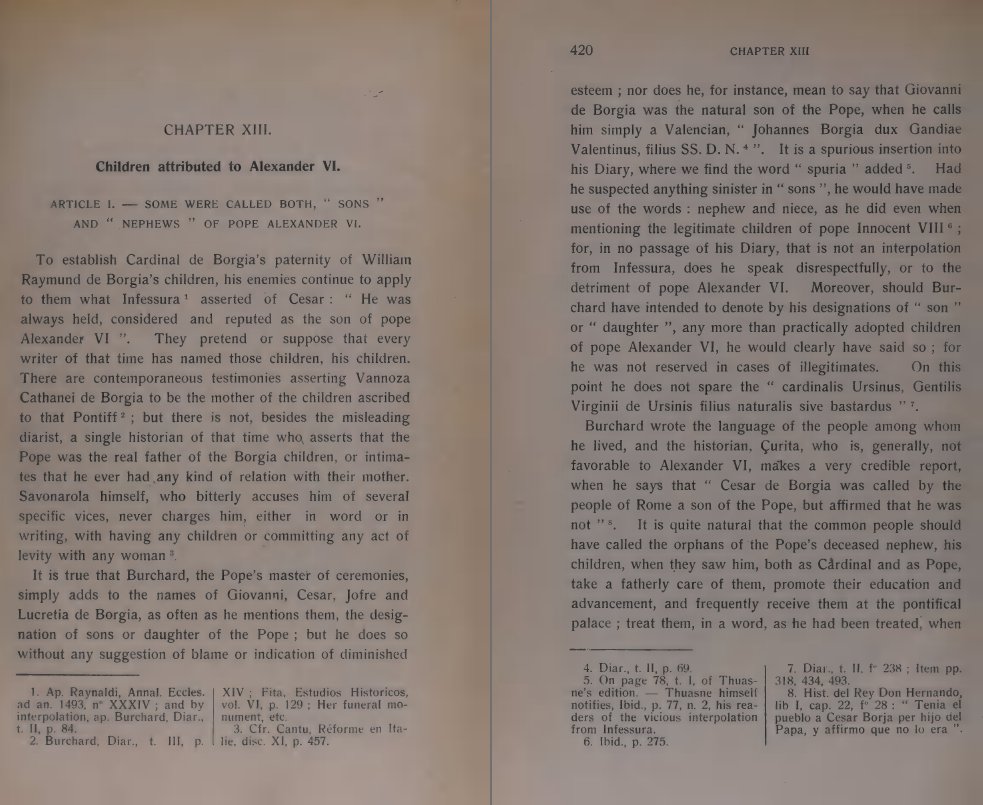 CHAPTER XIII.
Children attributed to Alexander VI.
ARTICLE I. — SOME WERE CALLED BOTH, “ SONS ”
AND “ NEPHEWS ” OF POPE ALEXANDER VI.
To establish Cardinal de Borgia's paternity of William
Raymund de Borgia's children, his enemies continue to apply
to them what Infessura ¹ asserted of Cesar : “ He was
always held, considered and reputed as the son of pope
Alexander VI ”. They pretend or suppose that every
writer of that time has named those children, his children.
There are contemporaneous testimonies asserting Vannoza
Cathanei de Borgia to be the mother of the children ascribed
to that Pontiff ² ; but there is not, besides the misleading
diarist, a single historian of that time who, asserts that the
Pope was the real father of the Borgia children, or intima-
tes that he ever had any kind of relation with their mother.
Savonarola himself, who bitterly accuses him of several
specific vices, never charges him, either in word or in
writing, with having any children or committing any act of
levity with any woman ³.
It is true that Burchard, the Pope's master of ceremonies,
simply adds to the names of Giovanni, Cesar, Jofre and
Lucretia de Borgia, as often as he mentions them, the desig-
nation of sons or daughter of the Pope ; but he does so
without any suggestion of blame or indication of diminished
1. Ap. Raynaldi, Annal. Eccles.
ad an. 1493, nº XXXIV ; and by
interpolation, ap. Burchard, Diar.,
t. II, p. 84.
2. Burchard, Diar., t. III, p.
XIV ; Fita, Estudios Historicos,
vol. VI, p. 129 ; Her funeral mo-
nument, etc.
3. Cfr. Cantu, Réforme en Ita-
lie, disc. XI, p. 457.
420 CHAPTER XIII
esteem ; nor does he, for instance, mean to say that Giovanni
de Borgia was the natural son of the Pope, when he calls
him simply a Valencian, “ Johannes Borgia dux Gandiae
Valentinus, filius SS. D. N. ⁴ ”. It is a spurious insertion into
his Diary, where we find the word “ spuria ” added ⁵. Had
he suspected anything sinister in “ sons ”, he would have made
use of the words : nephew and niece, as he did even when
mentioning the legitimate children of pope Innocent VIII ⁶ ;
for, in no passage of his Diary, that is not an interpolation
from Infessura, does he speak disrespectfully, or to the
detriment of pope Alexander VI. Moreover, should Bur-
chard have intended to denote by his designations of “ son ”
or “ daughter ”, any more than practically adopted children
of pope Alexander VI, he would clearly have said so ; for
he was not reserved in cases of illegitimates. On this
point he does not spare the “ cardinalis Ursinus, Gentilis
Virginii de Ursinis filius naturalis sive bastardus ” ⁷.
Burchard wrote the language of the people among whom
he lived, and the historian, Çurita, who is, generally, not
favorable to Alexander VI, makes a very credible report,
when he says that “ Cesar de Borgia was called by the
people of Rome a son of the Pope, but affirmed that he was
not ” ⁸. It is quite natural that the common people should
have called the orphans of the Pope's deceased nephew, his
children, when they saw him, both as Cardinal and as Pope,
take a fatherly care of them, promote their education and
advancement, and frequently receive them at the pontifical
palace ; treat them, in a word, as he had been treated, when
4. Diar., t. II, p. 69.
5. On page 78, t. I, of Thuas-
ne's edition. — Thuasne himself
notifies, Ibid., p. 77, n. 2, his rea-
ders of the vicious interpolation
from Infessura.
6. Ibid., p. 275.
7. Diar., t. II, fº 238 ; Item pp.
318, 434, 493.
8. Hist. del Rey Don Hernando,
lib I, cap. 22, fº 28 : “ Tenia el
pueblo a Cesar Borja per hijo del
Papa, y affirmo que no lo era ”.